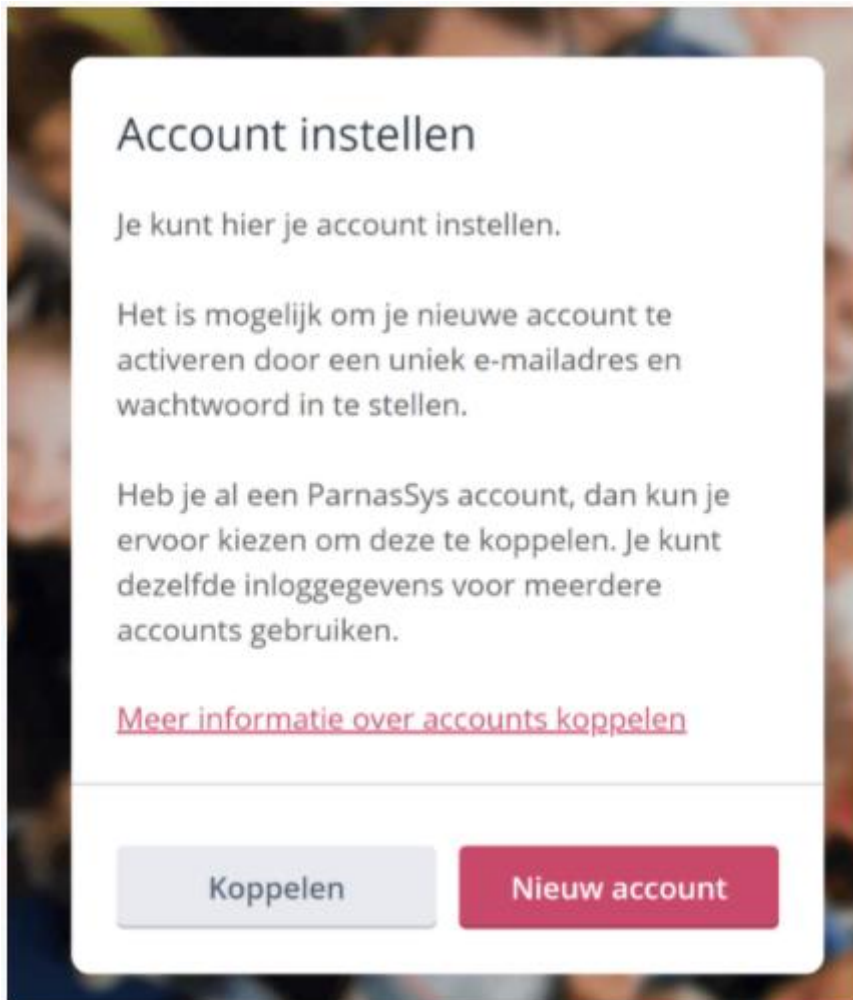 Account instellen
Je kunt hier je account instellen.
Het is mogelijk om je nieuwe account te
activeren door een uniek e-mailadres en
wachtwoord in te stellen.
Heb je al een ParnasSys account, dan kun je
ervoor kiezen om deze te koppelen. Je kunt
dezelfde inloggegevens voor meerdere
accounts gebruiken.
Meer informatie over accounts koppelen
Koppelen
Nieuw account